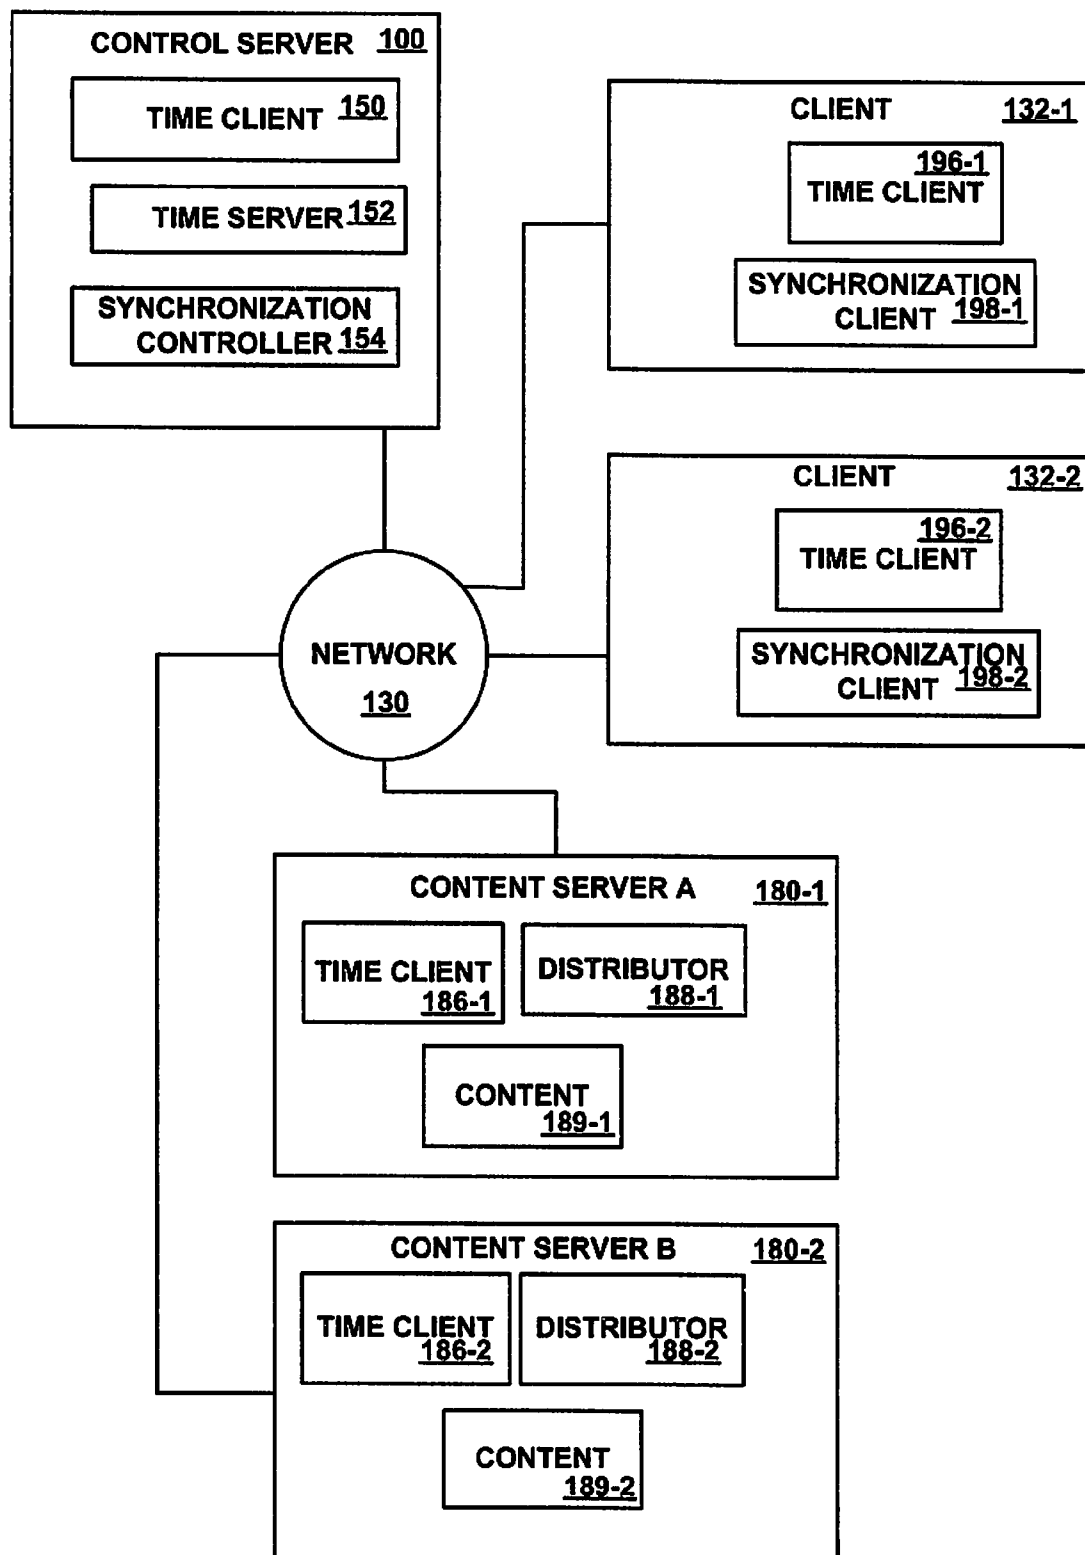 CONTROL SERVER 100
TIME CLIENT 150
TIME SERVER 152
SYNCHRONIZATION
CONTROLLER 154
CLIENT 132-1
196-1
TIME CLIENT
SYNCHRONIZATION
CLIENT 198-1
CLIENT 132-2
196-2
TIME CLIENT
SYNCHRONIZATION
CLIENT 198-2
NETWORK
130
CONTENT SERVER A 180-1
TIME CLIENT
186-1
DISTRIBUTOR
188-1
CONTENT
189-1
CONTENT SERVER B 180-2
TIME CLIENT
186-2
DISTRIBUTOR
188-2
CONTENT
189-2